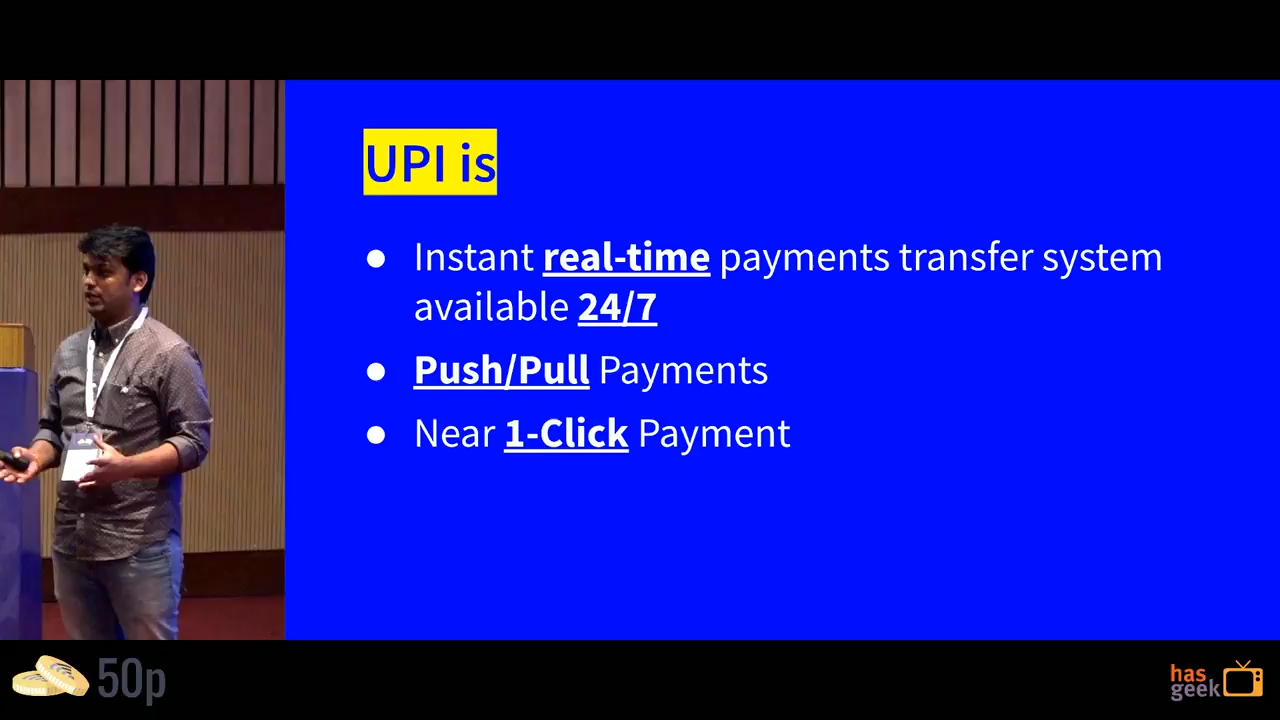 UPI is
● Instant real-time payments transfer system
available 24/7
● Push/Pull Payments
● Near 1-Click Payment
50p
has
geek